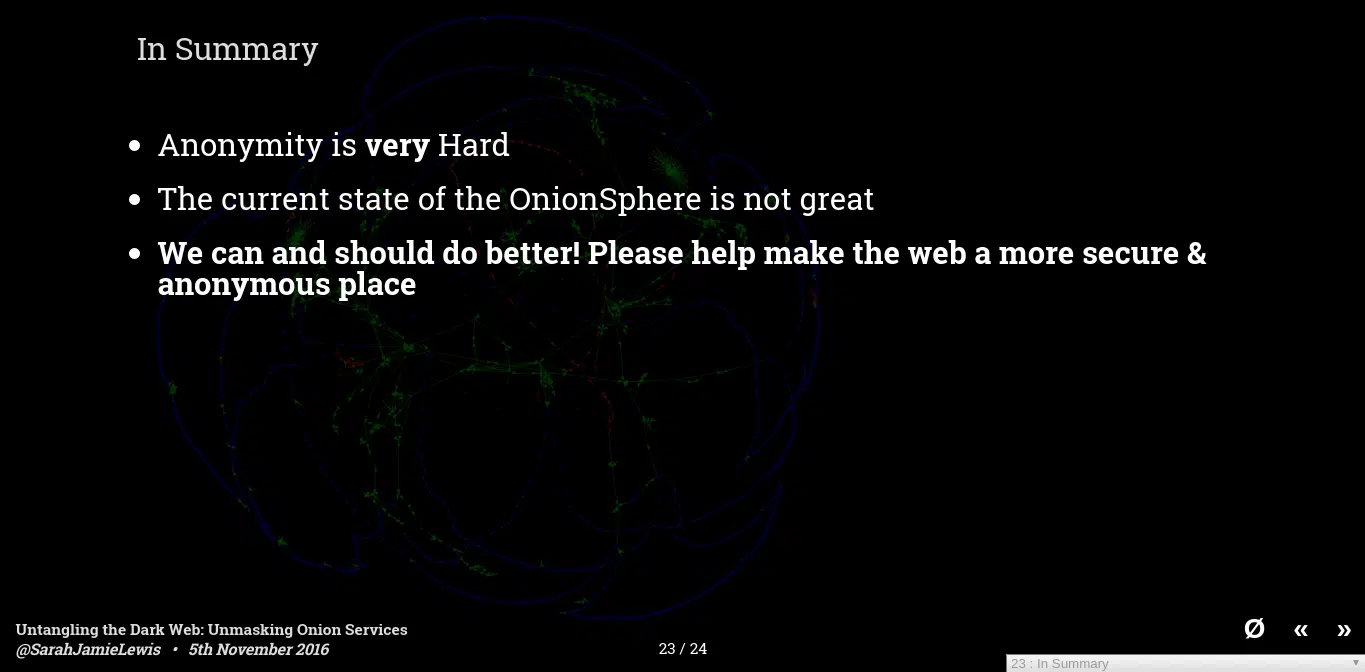 In Summary
• Anonymity is very Hard
• The current state of the OnionSphere is not great
• We can and should do better! Please help make the web a more secure &
anonymous place
Untangling the Dark Web: Unmasking Onion Services
@SarahJamieLewis • 5th November 2016
23 / 24
Ø « »
23 : In Summary